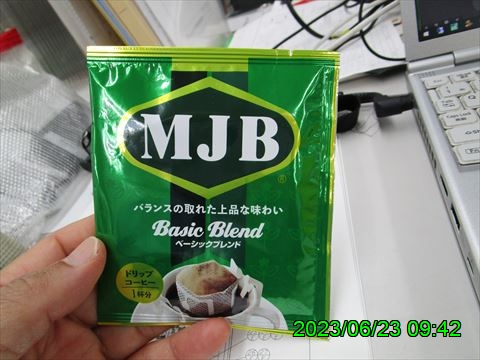 MJB
®
バランスの取れた上品な味わい
Basic Blend
ベーシックブレンド
ドリップ
コーヒー
1杯分
2023/06/23 09:42